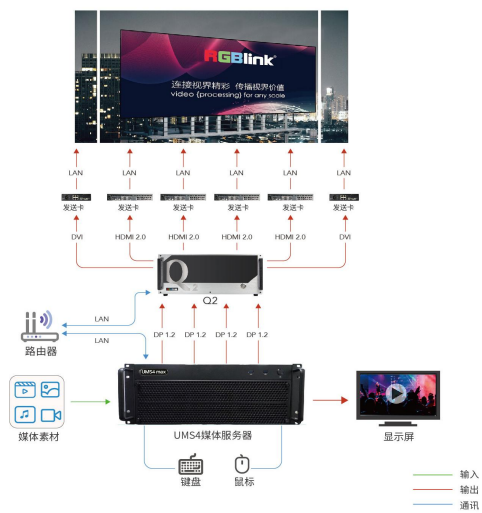 RGBlink
连接视界精彩 传播视界价值
video {processing} for any scale
LAN LAN LAN LAN LAN LAN
发送卡 发送卡 发送卡 发送卡 发送卡 发送卡
DVI HDMI 2.0 HDMI 2.0 HDMI 2.0 HDMI 2.0 DVI
Q2
LAN
LAN
DP 1.2 DP 1.2 DP 1.2 DP 1.2
路由器
UMS4 max
媒体素材
UMS4媒体服务器
显示屏
键盘 鼠标
输入
输出
通讯